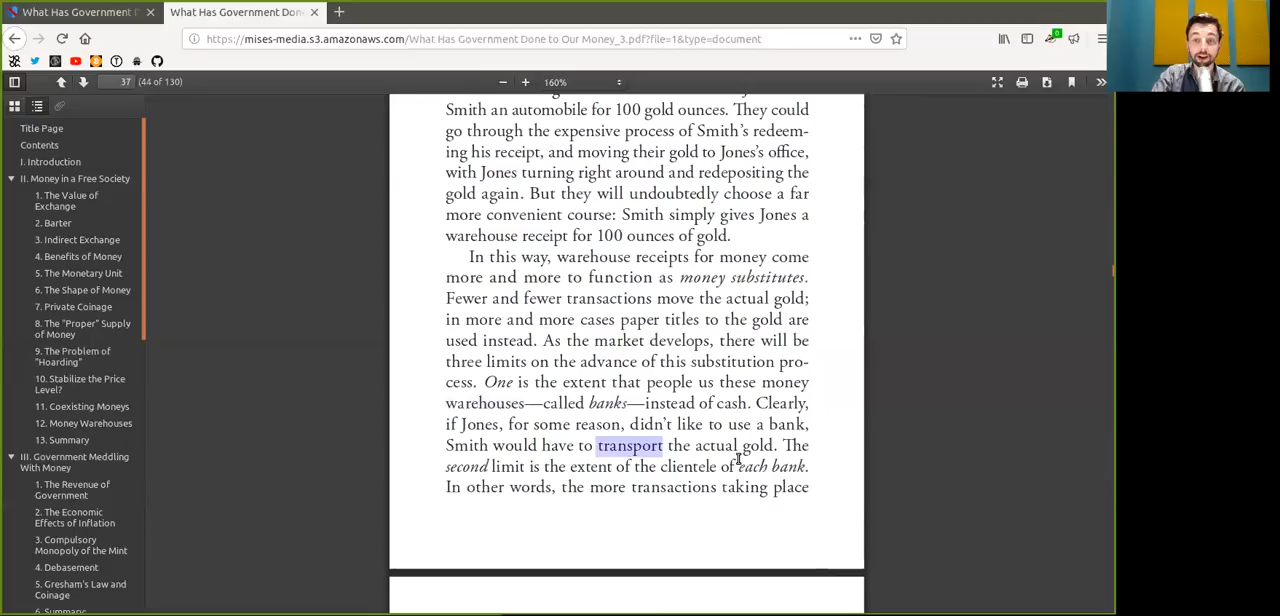 What Has Government I
What Has Government Don
https://mises-media.s3.amazonaws.com/What Has Government Done to Our Money_3.pdf?file=1&type=document
0
37 (44 of 130)
160%
Title Page
Contents
I. Introduction
II. Money in a Free Society
1. The Value of
Exchange
2. Barter
3. Indirect Exchange
4. Benefits of Money
5. The Monetary Unit
6. The Shape of Money
7. Private Coinage
8. The "Proper" Supply
of Money
9. The Problem of
"Hoarding"
10. Stabilize the Price
Level?
11. Coexisting Moneys
12. Money Warehouses
13. Summary
III. Government Meddling
With Money
1. The Revenue of
Government
2. The Economic
Effects of Inflation
3. Compulsory
Monopoly of the Mint
4. Debasement
5. Gresham's Law and
Coinage
6. Summary
Smith an automobile for 100 gold ounces. They could
go through the expensive process of Smith's redeem-
ing his receipt, and moving their gold to Jones's office,
with Jones turning right around and redepositing the
gold again. But they will undoubtedly choose a far
more convenient course: Smith simply gives Jones a
warehouse receipt for 100 ounces of gold.
In this way, warehouse receipts for money come
more and more to function as money substitutes.
Fewer and fewer transactions move the actual gold;
in more and more cases paper titles to the gold are
used instead. As the market develops, there will be
three limits on the advance of this substitution pro-
cess. One is the extent that people us these money
warehouses—called banks—instead of cash. Clearly,
if Jones, for some reason, didn't like to use a bank,
Smith would have to transport the actual gold. The
second limit is the extent of the clientele of each bank.
In other words, the more transactions taking place